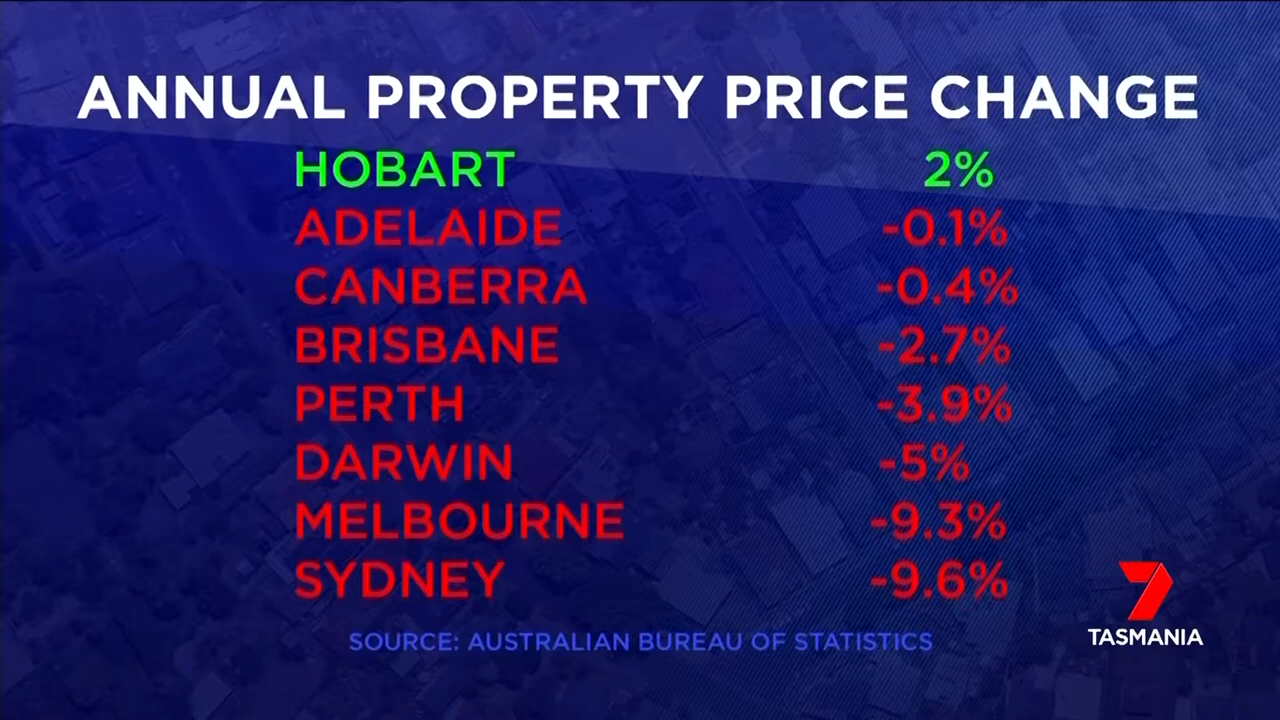 ANNUAL PROPERTY PRICE CHANGE
HOBART 2%
ADELAIDE -0.1%
CANBERRA -0.4%
BRISBANE -2.7%
PERTH -3.9%
DARWIN -5%
MELBOURNE -9.3%
SYDNEY -9.6%
SOURCE: AUSTRALIAN BUREAU OF STATISTICS
7
TASMANIA